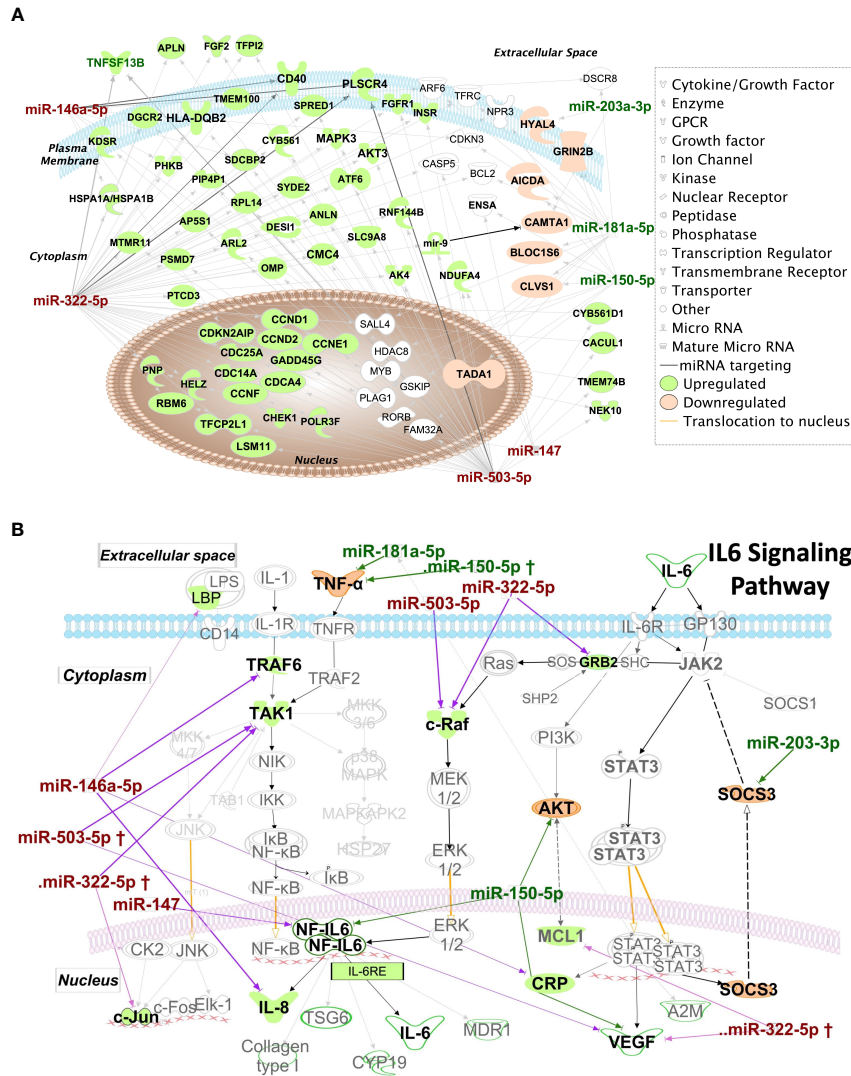 A
Extracellular Space
APLN
FGF2
TFPI2
TNFSF13B
CD40
PLSCR4
ARF6
TFRC
DSCR8
miR-146a-5p
TMEM100
SPRED1
FGFR1
INSR
NPR3
miR-203a-3p
DGCR2
HLA-DQB2
HYAL4
Plasma
Membrane
KDSR
CYB561
MAPK3
AKT3
CDKN3
GRIN2B
PHKB
SDCBP2
CASP5
BCL2
PIP4P1
SYDE2
ATF6
AICDA
HSPA1A/HSPA1B
RPL14
ENSA
AP5S1
ANLN
RNF144B
CAMTA1
miR-181a-5p
DESI1
MTMR11
ARL2
SLC9A8
mir-9
Cytoplasm
PSMD7
CMC4
BLOC1S6
OMP
AK4
NDUFA4
miR-150-5p
miR-322-5p
PTCD3
CLVS1
CCND1
SALL4
CYB561D1
CDKN2AIP
CCND2
CCNE1
CDC25A
HDAC8
CACUL1
GADD45G
MYB
PNP
CDC14A
CDCA4
GSKIP
TADA1
TMEM74B
HELZ
CCNF
PLAG1
RBM6
CHEK1
POLR3F
RORB
NEK10
TFCP2L1
FAM32A
LSM11
miR-147
Nucleus
miR-503-5p
Cytokine/Growth Factor
Enzyme
GPCR
Growth factor
Ion Channel
Kinase
Nuclear Receptor
Peptidase
Phosphatase
Transcription Regulator
Transmembrane Receptor
Transporter
Other
Micro RNA
Mature Micro RNA
miRNA targeting
Upregulated
Downregulated
Translocation to nucleus
B
Extracellular space
miR-181a-5p
IL6 Signaling
Pathway
LPS
LBP
IL-1
TNF-α
.miR-150-5p †
miR-322-5p
IL-6
miR-503-5p
CD14
IL-1R
TNFR
IL-6R
GP130
Cytoplasm
TRAF6
TRAF2
Ras
SOS
GRB2
SHC
JAK2
SHP2
SOCS1
TAK1
MKK
3/6
c-Raf
MKK
4/7
PI3K
miR-203-3p
NIK
p38
MAPK
STAT3
miR-146a-5p
MEK
1/2
TAB1
IKK
MAPKAPK2
AKT
SOCS3
miR-503-5p †
JNK
IκB
NF-κB
HSP27
STAT3
STAT3
ERK
1/2
.miR-322-5p †
NF-κB
IκB
miR-150-5p
miR-147
NF-IL6
NF-IL6
ERK
1/2
MCL1
STAT3
STAT3
STAT3
STAT3
CK2
JNK
NF-κB
Nucleus
IL-6RE
CRP
SOCS3
c-Jun
c-Fos
Elk-1
IL-8
TSG6
IL-6
MDR1
A2M
VEGF
..miR-322-5p †
Collagen
type I
CYP19